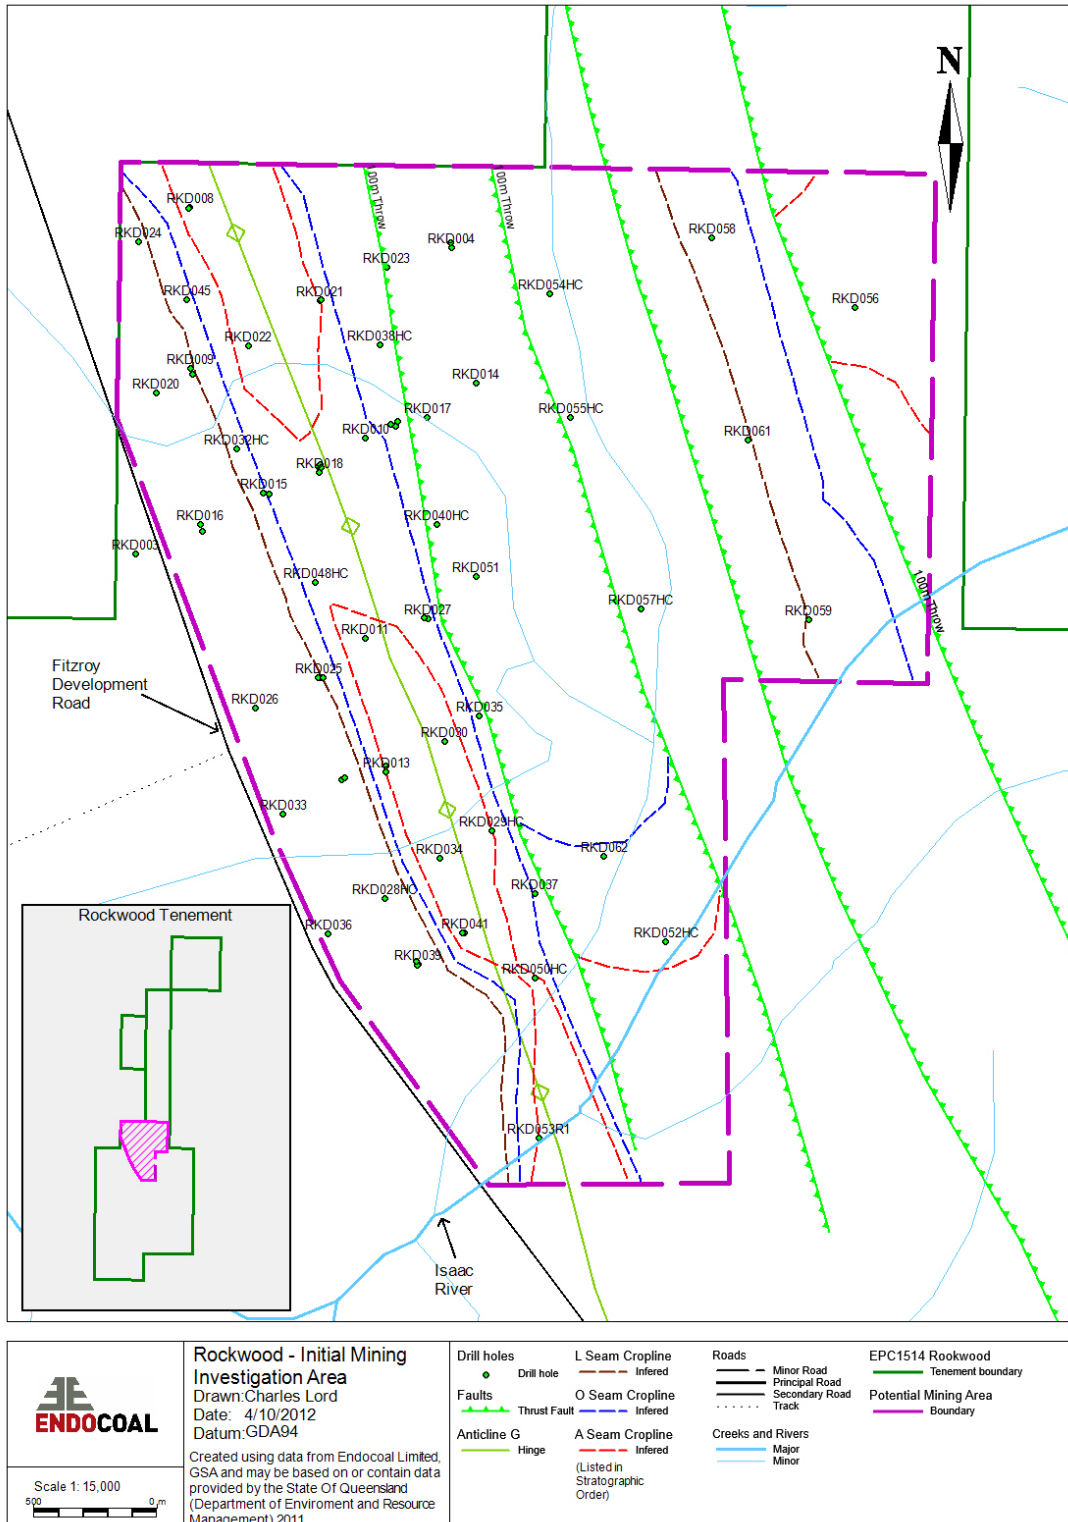 N
100m Throw
100m Throw
RKD008
RKD024
RKD004
RKD058
RKD023
RKD054HC
RKD045
RKD021
RKD056
RKD022
RKD038HC
RKD009
RKD020
RKD014
RKD017
RKD055HC
RKD010
RKD061
RKD032HC
RKD018
RKD015
RKD016
RKD040HC
RKD003
RKD048HC
RKD051
100m Throw
RKD057HC
RKD059
RKD027
RKD011
Fitzroy
Development
Road
RKD025
RKD026
RKD035
RKD030
RKD013
RKD033
RKD029HC
RKD034
RKD062
RKD028HC
RKD037
Rockwood Tenement
RKD036
RKD041
RKD052HC
RKD039
RKD050HC
RKD053R1
Isaac
River
ENDOCOAL
Scale 1: 15,000
500 0 m
Rockwood - Initial Mining
Investigation Area
Drawn:Charles Lord
Date: 4/10/2012
Datum:GDA94
Created using data from Endocoal Limited,
GSA and may be based on or contain data
provided by the State Of Queensland
(Department of Enviroment and Resource
Management) 2011
Drill holes
Drill hole
Faults
Thrust Fault
Anticline G
Hinge
L Seam Cropline
Infered
O Seam Cropline
Infered
A Seam Cropline
Infered
(Listed in
Stratographic
Order)
Roads
Minor Road
Principal Road
Secondary Road
Track
Creeks and Rivers
Major
Minor
EPC1514 Rookwood
Tenement boundary
Potential Mining Area
Boundary